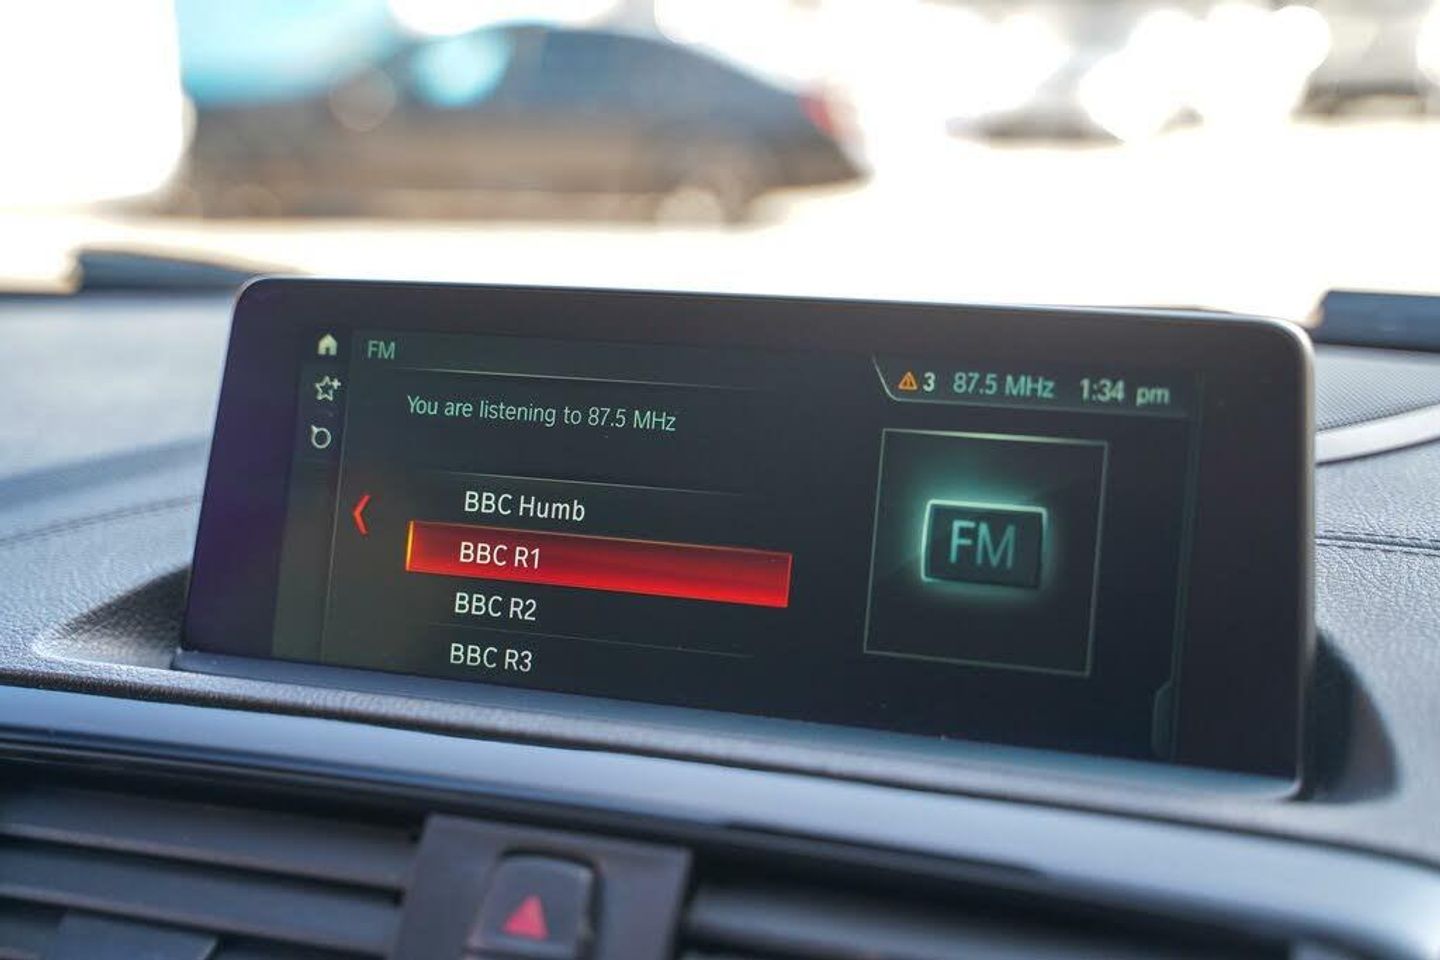 FM
3 87.5 MHz 1:34 pm
You are listening to 87.5 MHz
BBC Humb
BBC R1
BBC R2
BBC R3
FM